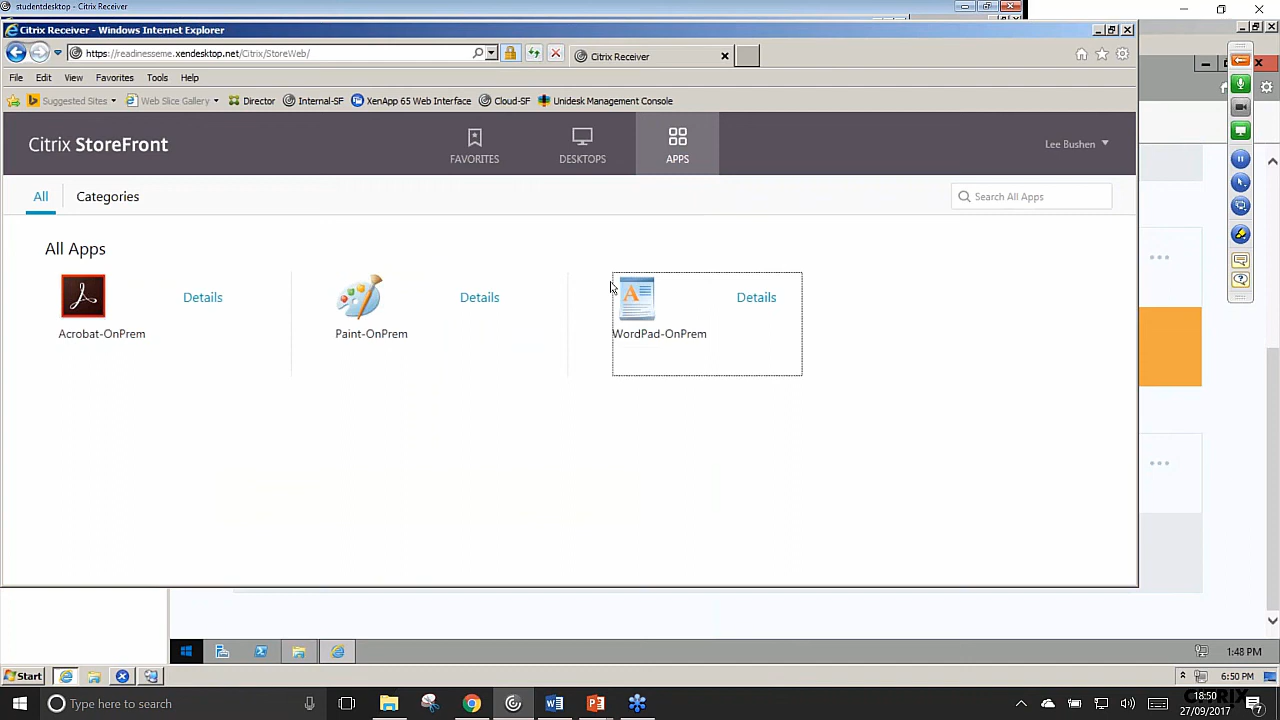 studentdesktop - Citrix Receiver
Citrix Receiver - Windows Internet Explorer
https://readinesseme.xendesktop.net/Citrix/StoreWeb/
Citrix Receiver
File Edit View Favorites Tools Help
Suggested Sites Web Slice Gallery Director Internal-SF XenApp 65 Web Interface Cloud-SF Unidesk Management Console
Citrix StoreFront
FAVORITES DESKTOPS APPS
Lee Bushen
All Categories
Search All Apps
All Apps
Details Details Details
Acrobat-OnPrem Paint-OnPrem WordPad-OnPrem
1:48 PM
Start
6:50 PM
CITRIX
Type here to search
18:50
27/09/2017